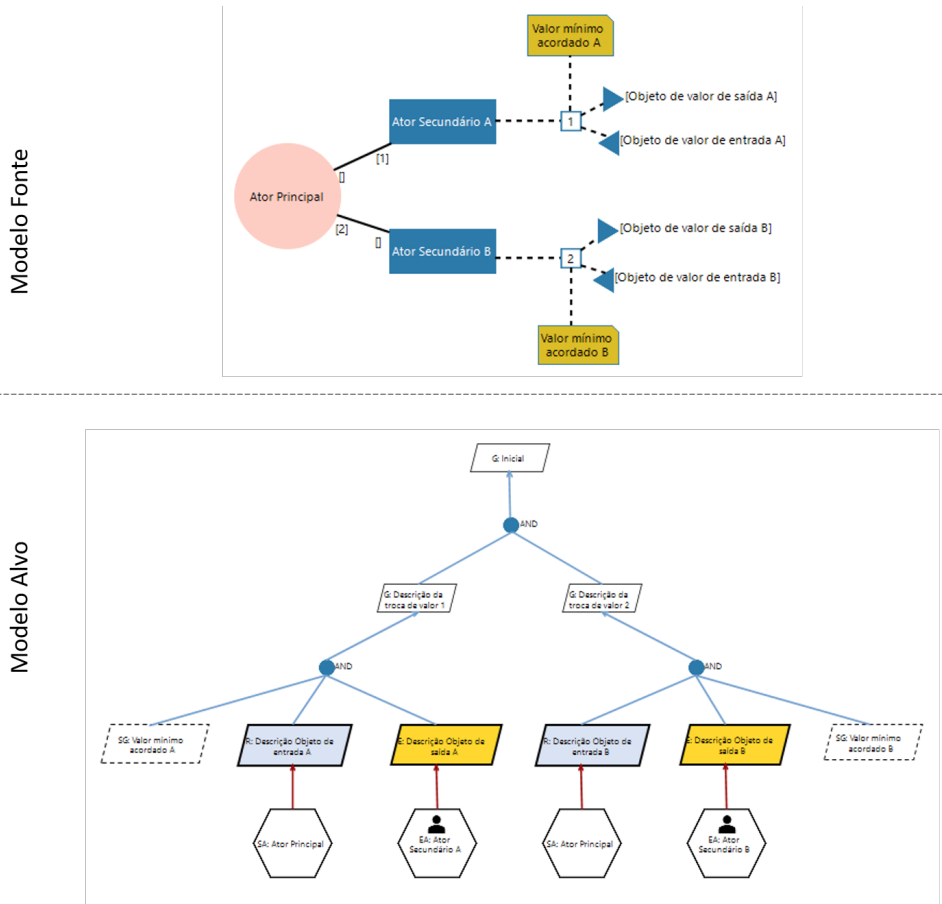 Modelo Fonte
Valor mínimo
acordado A
[Objeto de valor de saída A]
Ator Secundário A
1
[Objeto de valor de entrada A]
[1]
[]
Ator Principal
[2]
[]
[Objeto de valor de saída B]
Ator Secundário B
2
[Objeto de valor de entrada B]
Valor mínimo
acordado B
Modelo Alvo
G: Inicial
AND
G: Descrição da
troca de valor 1
G: Descrição da
troca de valor 2
AND
AND
SG: Valor mínimo
acordado A
R: Descrição Objeto de
entrada A
E: Descrição Objeto de
saída A
R: Descrição Objeto de
entrada B
E: Descrição Objeto de
saída B
SG: Valor mínimo
acordado B
SA: Ator Principal
EA: Ator
Secundário A
SA: Ator Principal
EA: Ator
Secundário B